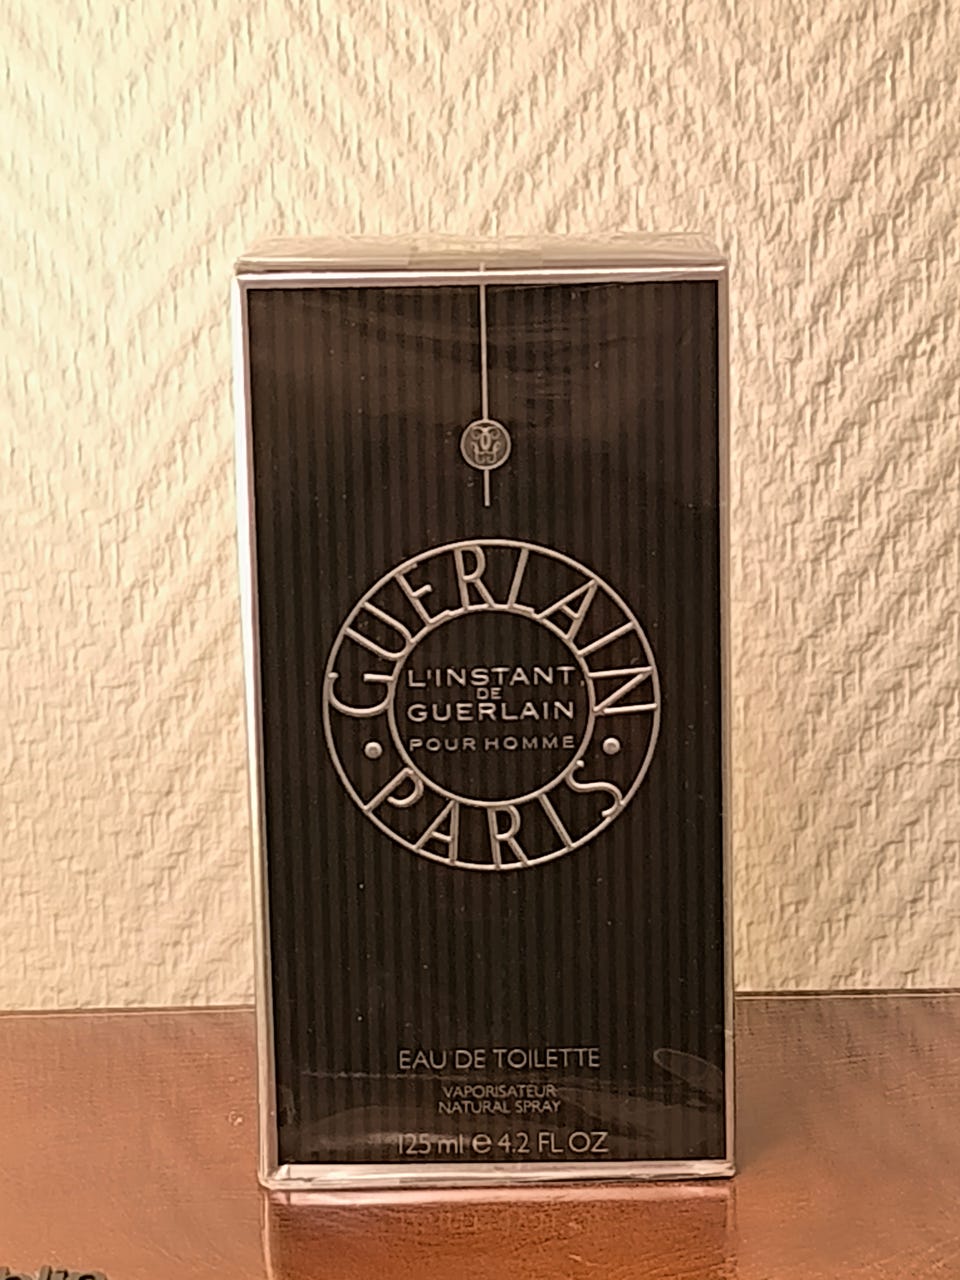 GUERLAIN
L'INSTANT
DE
GUERLAIN
POUR HOMME
PARIS
EAU DE TOILETTE
VAPORISATEUR
NATURAL SPRAY
125 ml e 4.2 FL OZ